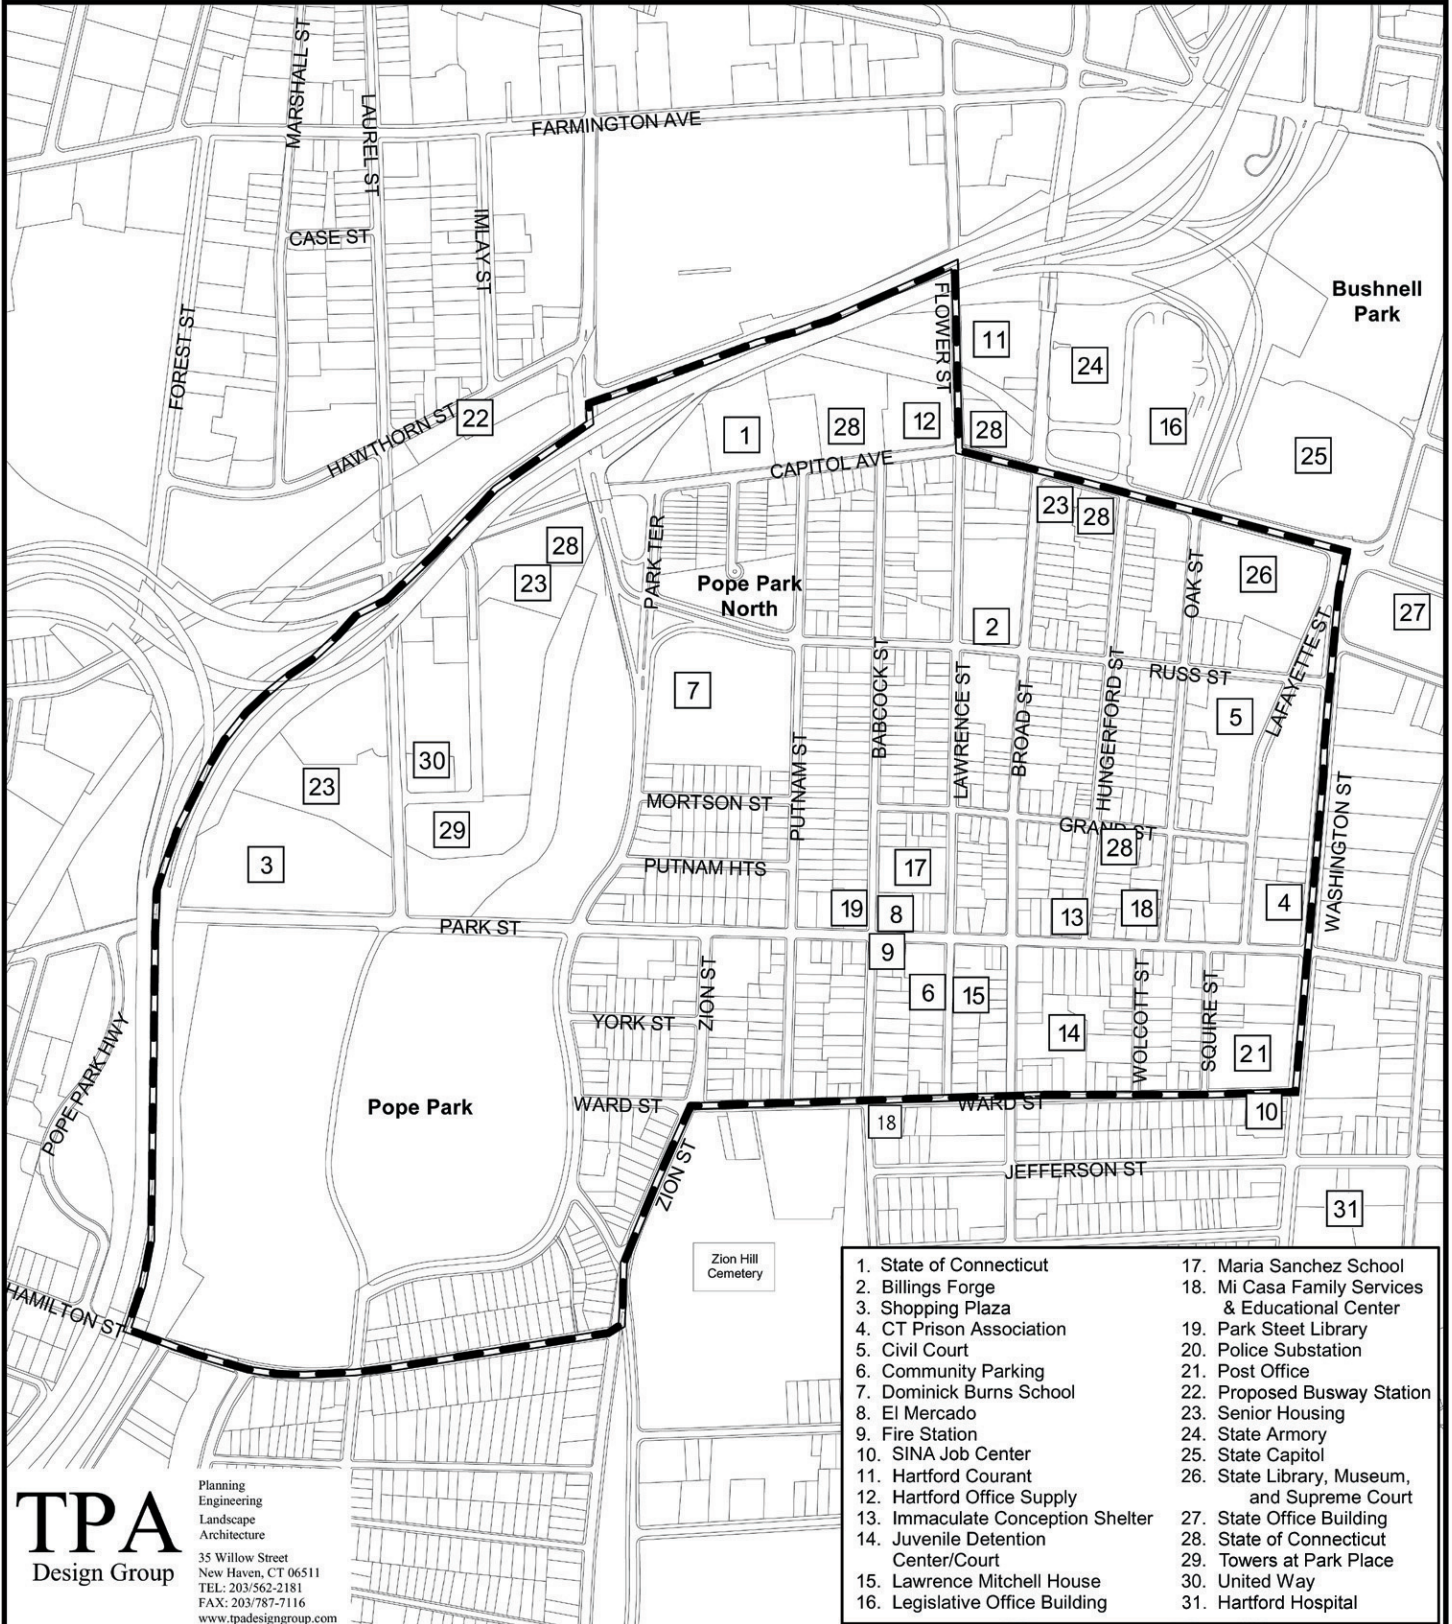 MARSHALL ST
LAUREL ST
FARMINGTON AVE
IMLAY ST
CASE ST
FOREST ST
FLOWER ST
Bushnell
Park
11
24
HAWTHORN ST
22
1
28
12
28
16
25
CAPITOL AVE
23
28
28
23
PARK TER
Pope Park
North
OAK ST
26
27
2
LAFAYETTE ST
BABCOCK ST
LAWRENCE ST
BROAD ST
HUNGERFORD ST
RUSS ST
7
5
30
23
PUTNAM ST
WASHINGTON ST
MORTSON ST
29
GRAND ST
28
3
PUTNAM HTS
17
19
8
13
18
4
PARK ST
9
ZION ST
6
15
WOLCOTT ST
SQUIRE ST
YORK ST
14
21
POPE PARK HWY
Pope Park
WARD ST
WARD ST
10
18
ZION ST
JEFFERSON ST
31
Zion Hill
Cemetery
HAMILTON ST
1. State of Connecticut
2. Billings Forge
3. Shopping Plaza
4. CT Prison Association
5. Civil Court
6. Community Parking
7. Dominick Burns School
8. El Mercado
9. Fire Station
10. SINA Job Center
11. Hartford Courant
12. Hartford Office Supply
13. Immaculate Conception Shelter
14. Juvenile Detention
Center/Court
15. Lawrence Mitchell House
16. Legislative Office Building
17. Maria Sanchez School
18. Mi Casa Family Services
& Educational Center
19. Park Steet Library
20. Police Substation
21. Post Office
22. Proposed Busway Station
23. Senior Housing
24. State Armory
25. State Capitol
26. State Library, Museum,
and Supreme Court
27. State Office Building
28. State of Connecticut
29. Towers at Park Place
30. United Way
31. Hartford Hospital
TPA
Design Group
Planning
Engineering
Landscape
Architecture
35 Willow Street
New Haven, CT 06511
TEL: 203/562-2181
FAX: 203/787-7116
www.tpadesigngroup.com